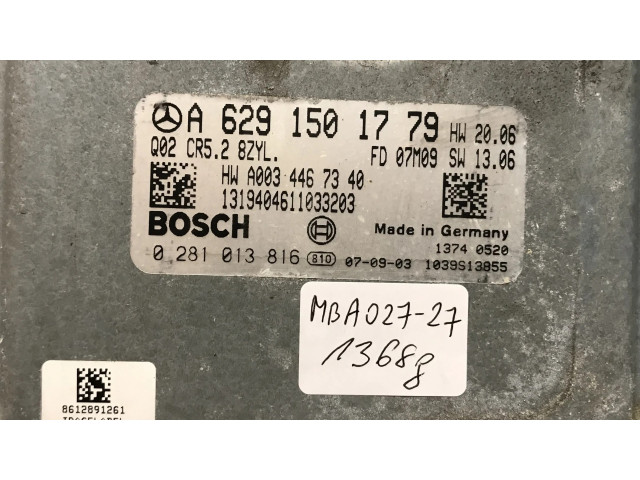 A 629 150 17 79 HW 20.06
Q02 CR5.2 8ZYL. FD 07M09 SW 13.06
HW A003 446 73 40
1319404611033203
BOSCH Made in Germany
1374 0520
0 281 013 816 810 07-09-03 1039S13955
MBA027-27
1368g
8612891261